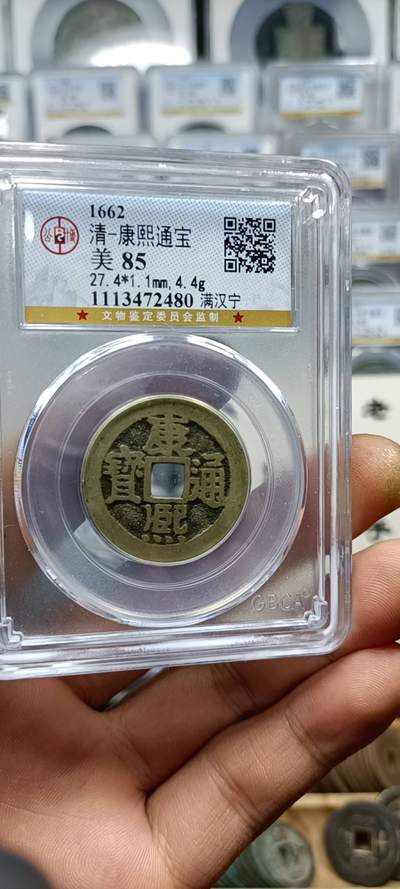 1662
清-康熙通宝
美 85
27.4*1.1mm,4.4g
1113472480 满汉宁
★ 文物鉴定委员会监制 ★
康熙通寶
GBCA
老